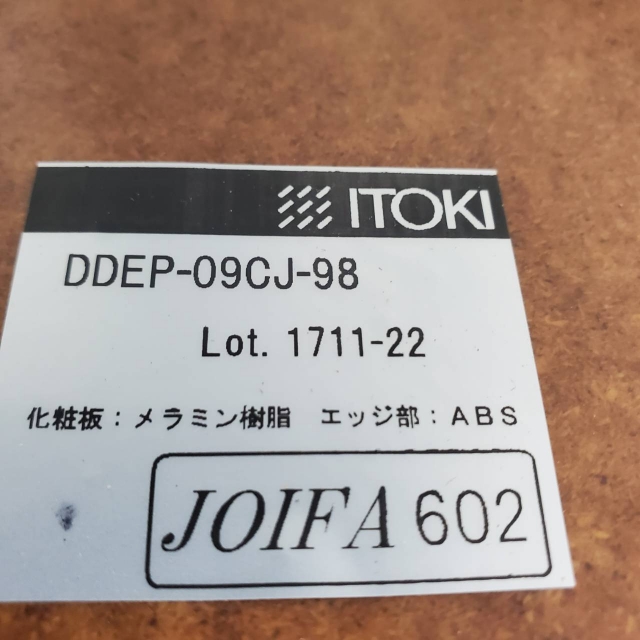 ITOKI
DDEP-09CJ-98
Lot. 1711-22
化粧板：メラミン樹脂　エッジ部：ABS
JOIFA 602